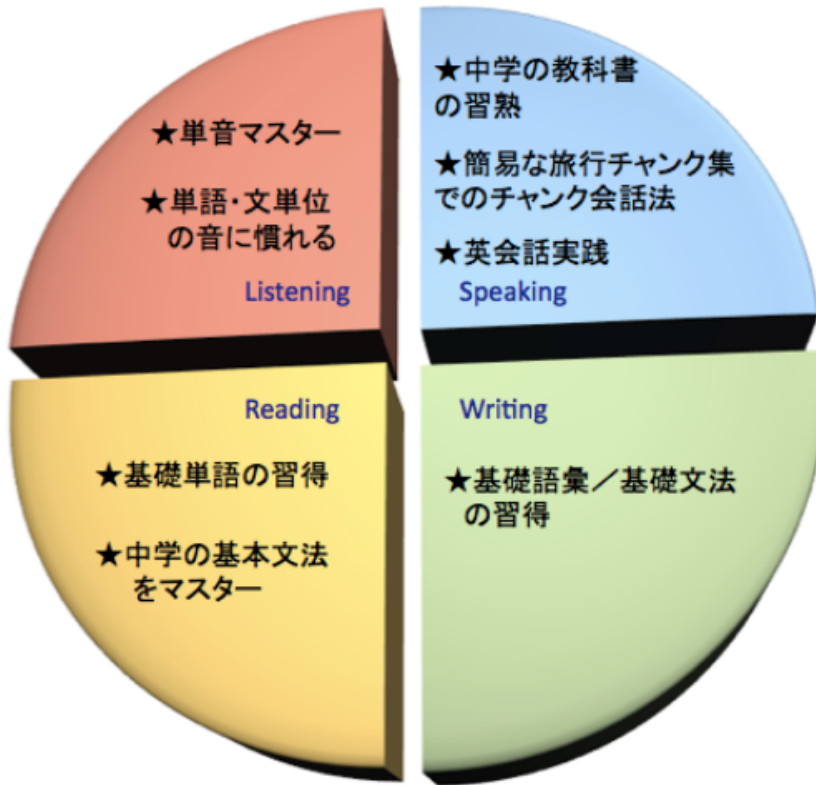 ★単音マスター
★単語・文単位
の音に慣れる
Listening
★中学の教科書
の習熟
★簡易な旅行チャンク集
でのチャンク会話法
★英会話実践
Speaking
Reading
★基礎単語の習得
★中学の基本文法
をマスター
Writing
★基礎語彙／基礎文法
の習得